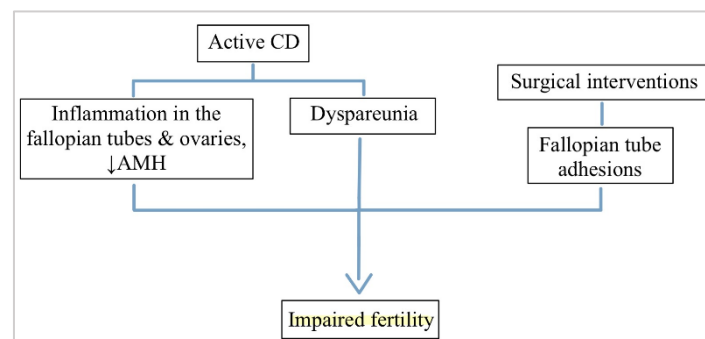 Active CD
Surgical interventions
Inflammation in the
fallopian tubes & ovaries,
↓AMH
Dyspareunia
Fallopian tube
adhesions
Impaired fertility